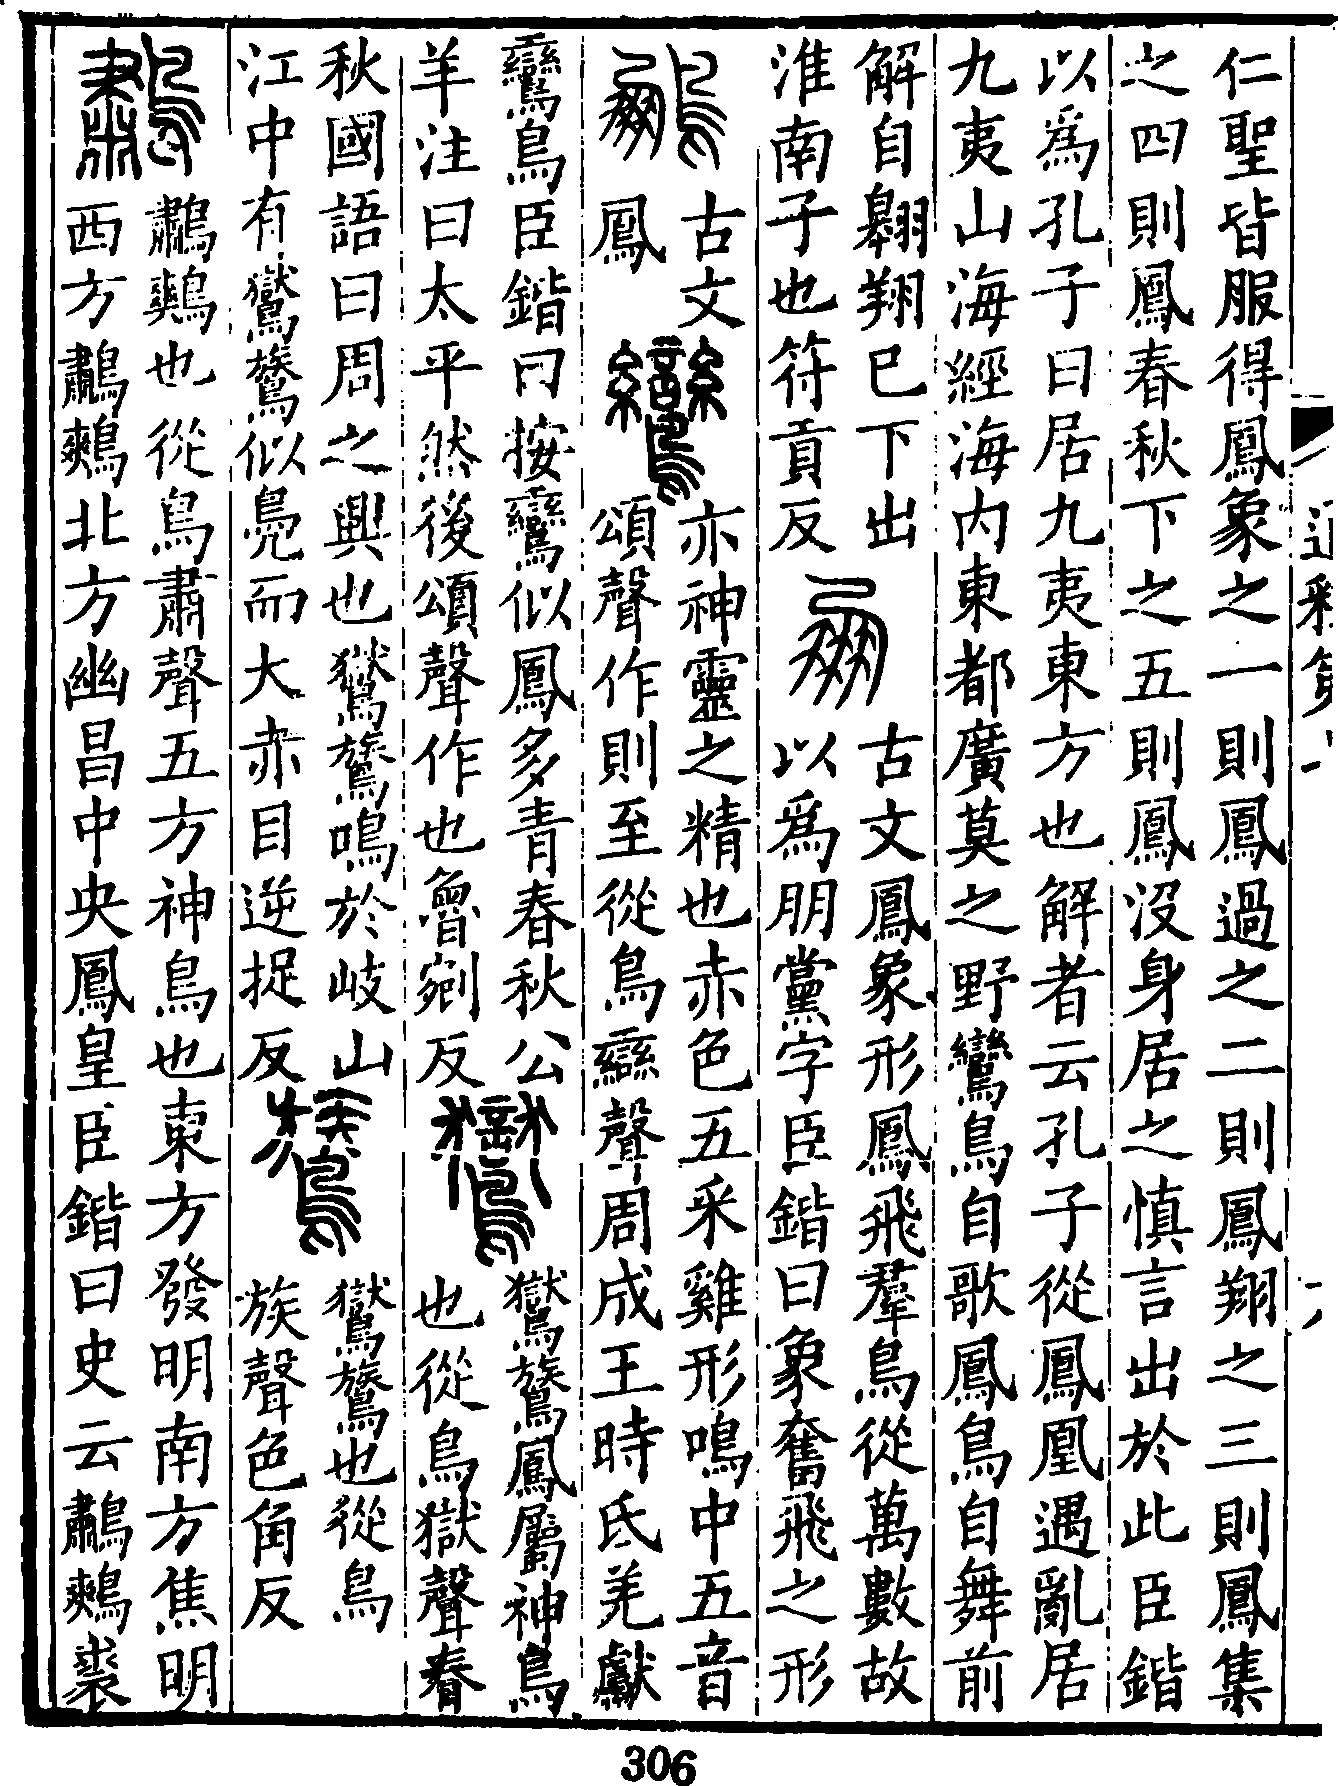 仁聖皆服得鳳象之一則鳳過之二則鳳翔之三則鳳集
之四則鳳春秋下之五則鳳沒身居之慎言出於此臣鍇
以為孔子曰居九夷東方也解者云孔子從鳳凰遇亂居
九夷山海經海內東都廣莫之野鸞鳥自歌鳳鳥自舞前
解自翱翔已下出
淮南子也符貢反
古文鳳象形鳳飛羣鳥從萬數故
以為朋黨字臣鍇曰象奮飛之形
古文
鳳
鸞
亦神靈之精也赤色五采雞形鳴中五音
頌聲作則至從鳥䜌聲周成王時氐羌獻
鸞鳥臣鍇曰按鸞似鳳多青春秋公
羊注曰太平然後頌聲作也魯剜反
鸑
鸑鷟鳳屬神鳥
也從鳥獄聲春
秋國語曰周之興也鸑鷟鳴於岐山
江中有鸑鷟似鳧而大赤目逆捉反
鷟
鸑鷟也從鳥
族聲色角反
鷫
鷫鷞也從鳥肅聲五方神鳥也東方發明南方焦明
西方鷫鷞北方幽昌中央鳳皇臣鍇曰史云鷫鷞裘
306